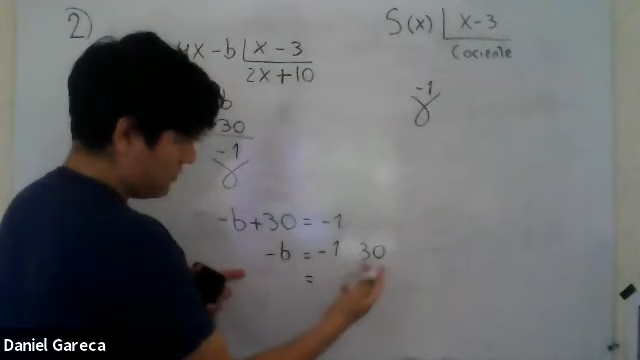 2)
4x-b | x-3
2x+10
b
30
-1
γ
-b+30=-1
-b=-1 30
=
S(x) | x-3
Cociente
-1
γ
Daniel Gareca